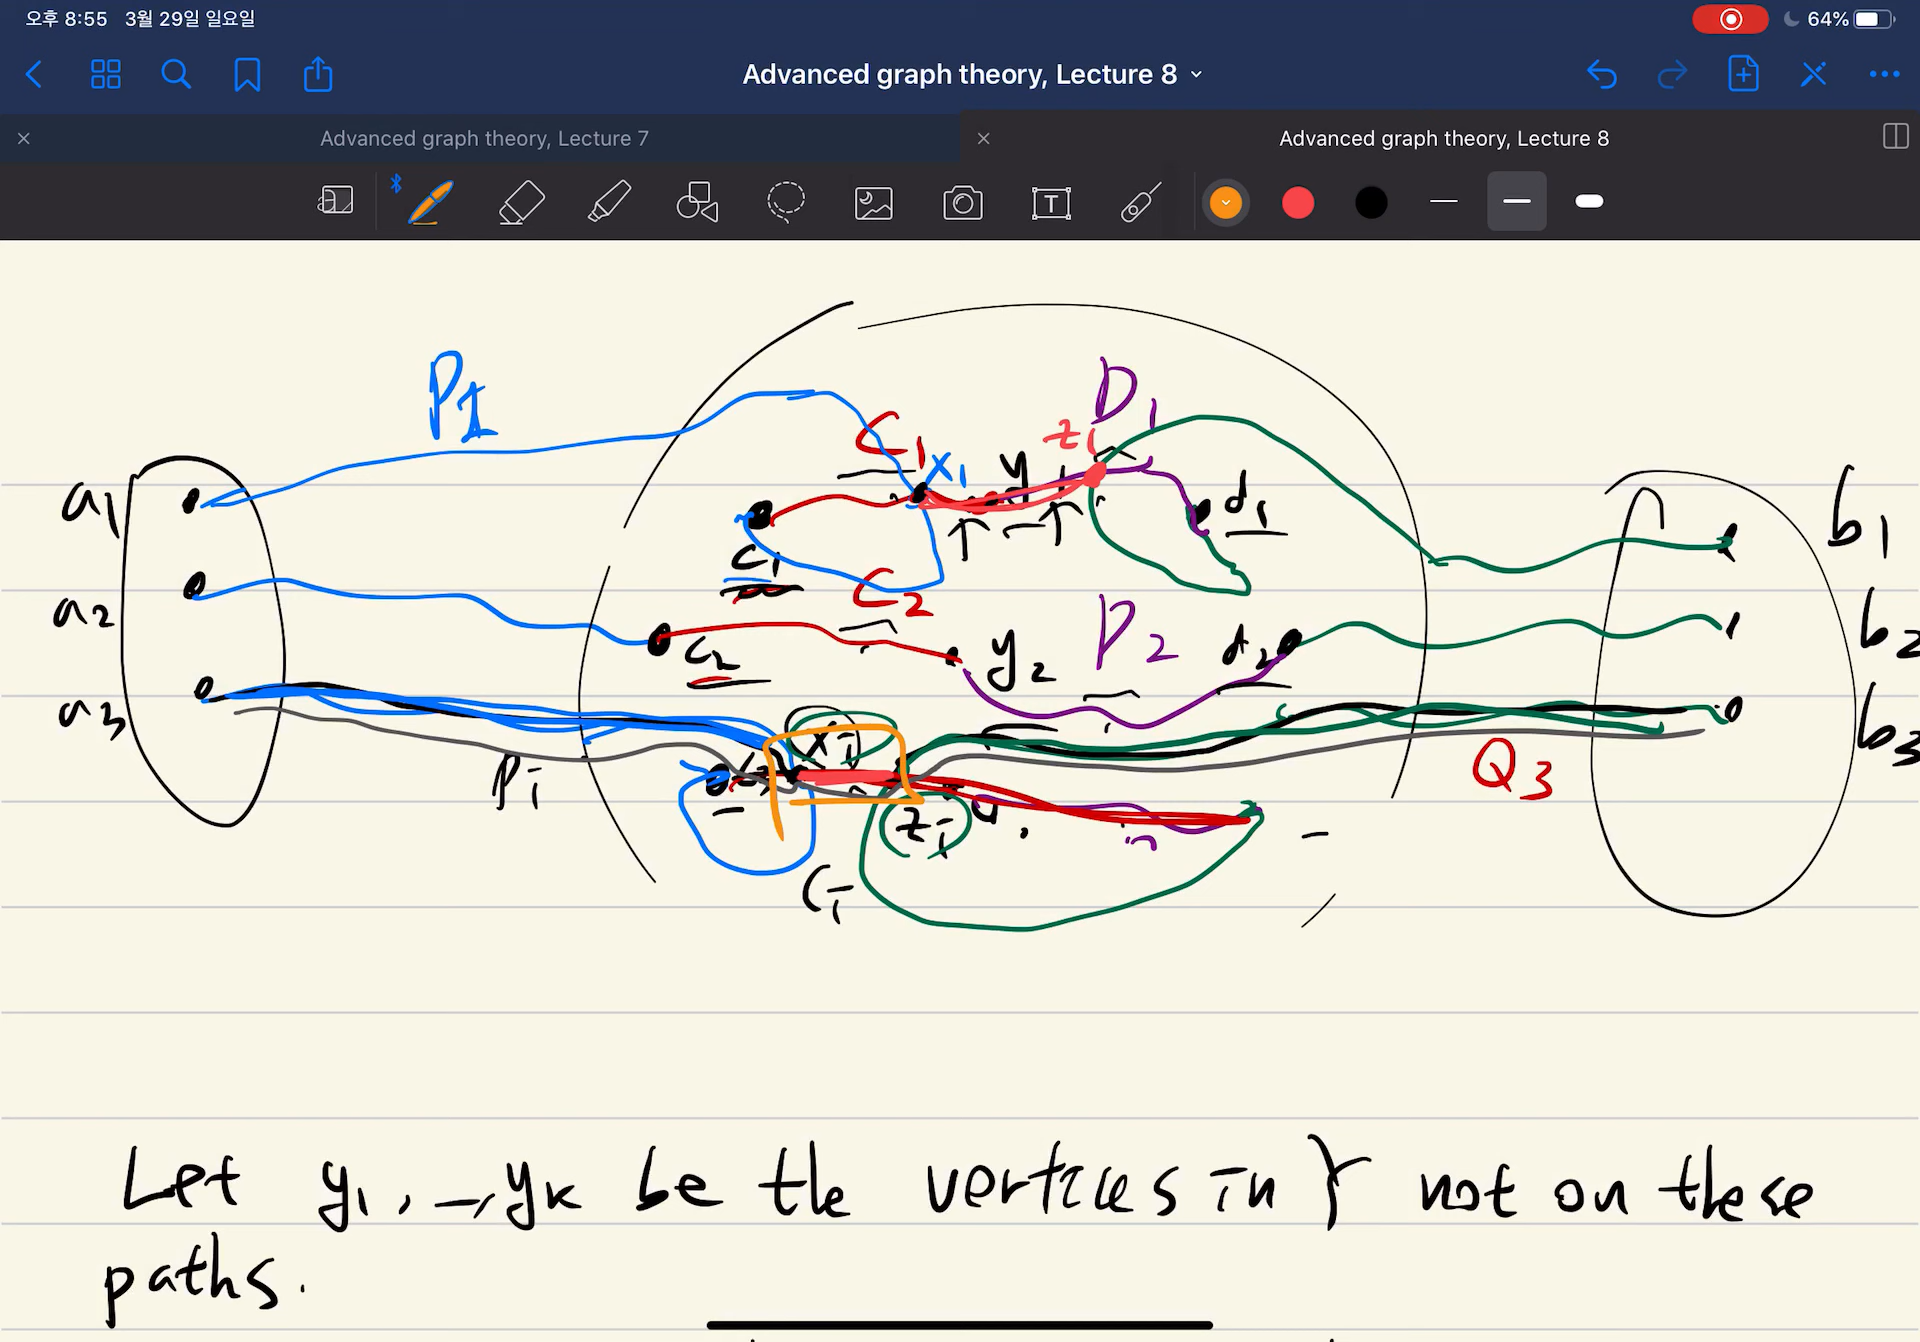 오후 8:55 3월 29일 일요일
64%
Advanced graph theory, Lecture 8
Advanced graph theory, Lecture 7
Advanced graph theory, Lecture 8
T
P1
D1
C1
z1
x1
y
a1
d1
b1
c1
C2
a2
P2
b2
c2
y2
d2
a3
xi
b3
Pi
Q3
zi
Ci
Let y1, –, yk be the vertices in Y not on these
paths.